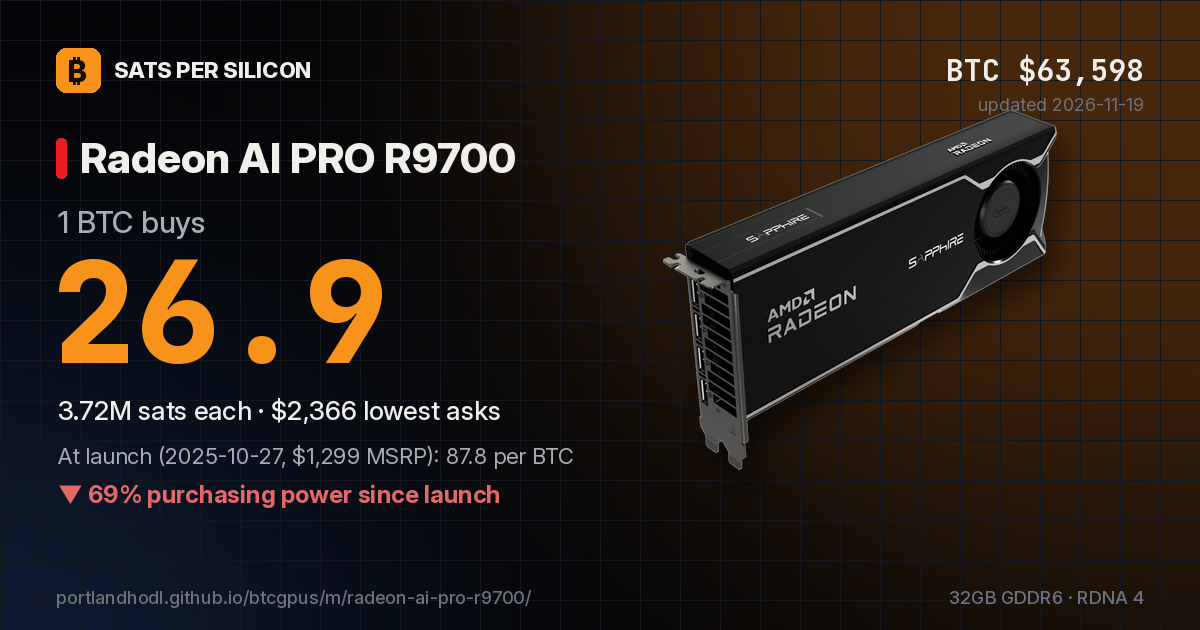 SATS PER SILICON
BTC $63,598
updated 2026-11-19
Radeon AI PRO R9700
1 BTC buys
26.9
3.72M sats each · $2,366 lowest asks
At launch (2025-10-27, $1,299 MSRP): 87.8 per BTC
▼ 69% purchasing power since launch
AMD
RADEON
SAPPHIRE
SAPPHIRE
AMD
RADEON
portlandhodl.github.io/btcgpus/m/radeon-ai-pro-r9700/
32GB GDDR6 · RDNA 4